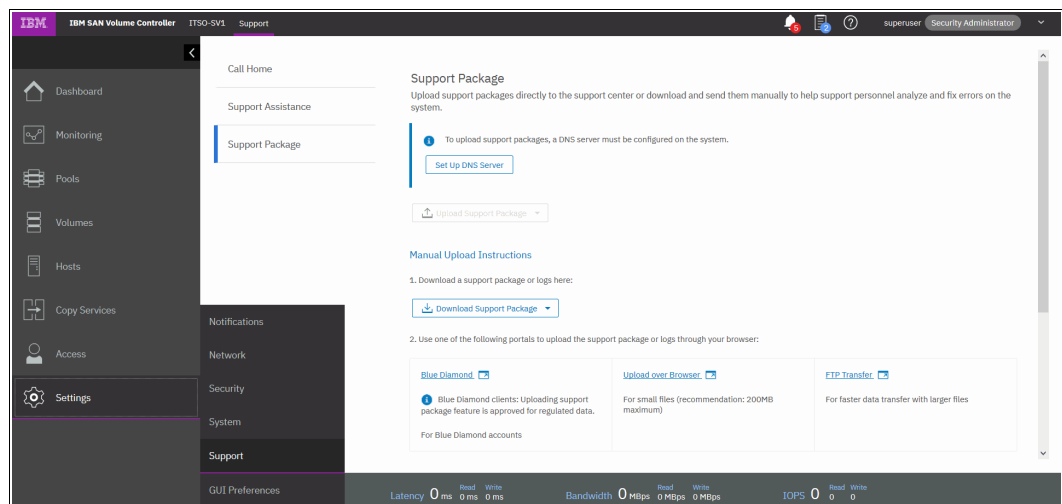 IBM IBM SAN Volume Controller ITSO-SV1 Support 5 2 superuser Security Administrator
Dashboard
Monitoring
Pools
Volumes
Hosts
Copy Services
Access
Settings
Notifications
Network
Security
System
Support
GUI Preferences
Call Home
Support Assistance
Support Package
Support Package
Upload support packages directly to the support center or download and send them manually to help support personnel analyze and fix errors on the
system.
To upload support packages, a DNS server must be configured on the system.
Set Up DNS Server
Upload Support Package
Manual Upload Instructions
1. Download a support package or logs here:
Download Support Package
2. Use one of the following portals to upload the support package or logs through your browser:
Blue Diamond
Blue Diamond clients: Uploading support
package feature is approved for regulated data.
For Blue Diamond accounts
Upload over Browser
For small files (recommendation: 200MB
maximum)
FTP Transfer
For faster data transfer with larger files
Latency 0 ms Read 0 ms Write 0 ms Bandwidth 0 MBps Read 0 MBps Write 0 MBps IOPS 0 Read 0 Write 0